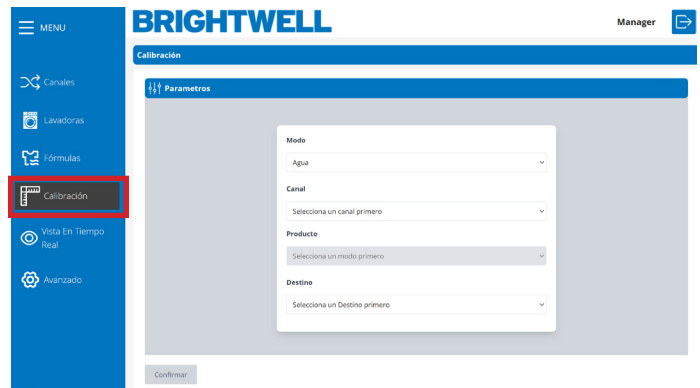 MENU
BRIGHTWELL
Manager
Calibración
Canales
Parametros
Lavadoras
Modo
Agua
Fórmulas
Canal
Calibración
Selecciona un canal primero
Producto
Vista En Tiempo
Real
Selecciona un modo primero
Avanzado
Destino
Selecciona un Destino primero
Confirmar